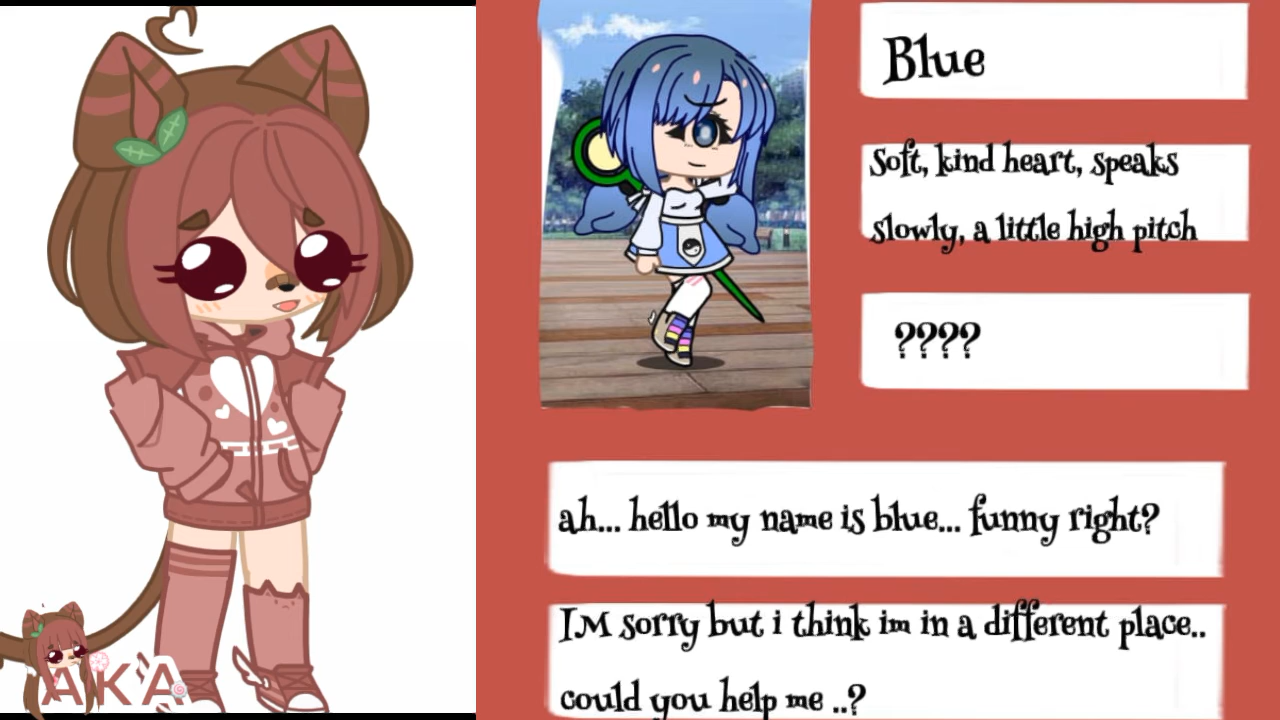 Blue
Soft, kind heart, speaks
slowly, a little high pitch
????
ah... hello my name is blue... funny right?
IM sorry but i think im in a different place..
could you help me ..?
AKA